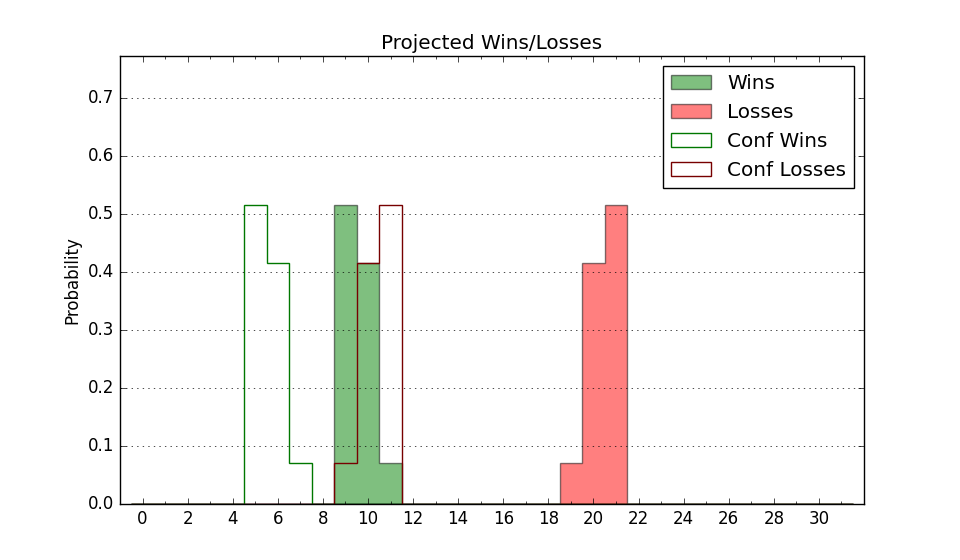 Projected Wins/Losses
Wins
Losses
Conf Wins
Conf Losses
Probability
0.7
0.6
0.5
0.4
0.3
0.2
0.1
0.0
0 2 4 6 8 10 12 14 16 18 20 22 24 26 28 30